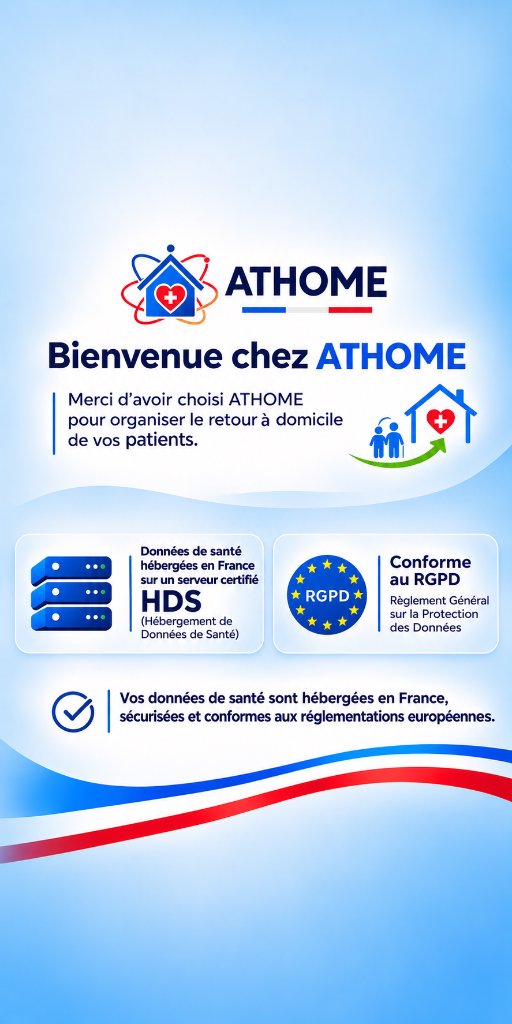 ATHOME
Bienvenue chez ATHOME
Merci d'avoir choisi ATHOME
pour organiser le retour à domicile
de vos patients.
Données de santé
hébergées en France
sur un serveur certifié
HDS
(Hébergement de
Données de Santé)
RGPD
Conforme
au RGPD
Règlement Général
sur la Protection
des Données
Vos données de santé sont hébergées en France,
sécurisées et conformes aux réglementations européennes.